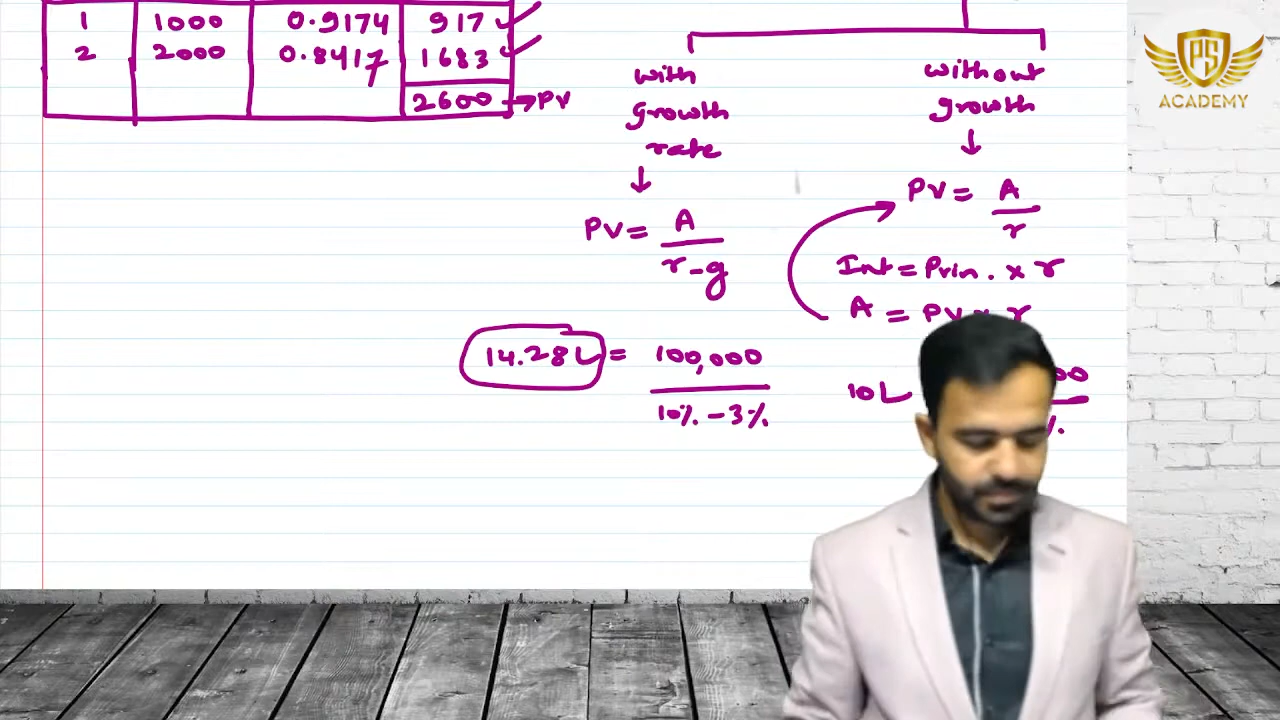 1 1000 0.9174 917
2 2000 0.8417 1683
2600 → PV
with growth rate ↓
PV = A / r - g
14.28L = 100,000 / 10% - 3%
without growth ↓
PV = A / r
Int = Prin. x r
A = PV x r
10L
PS
ACADEMY